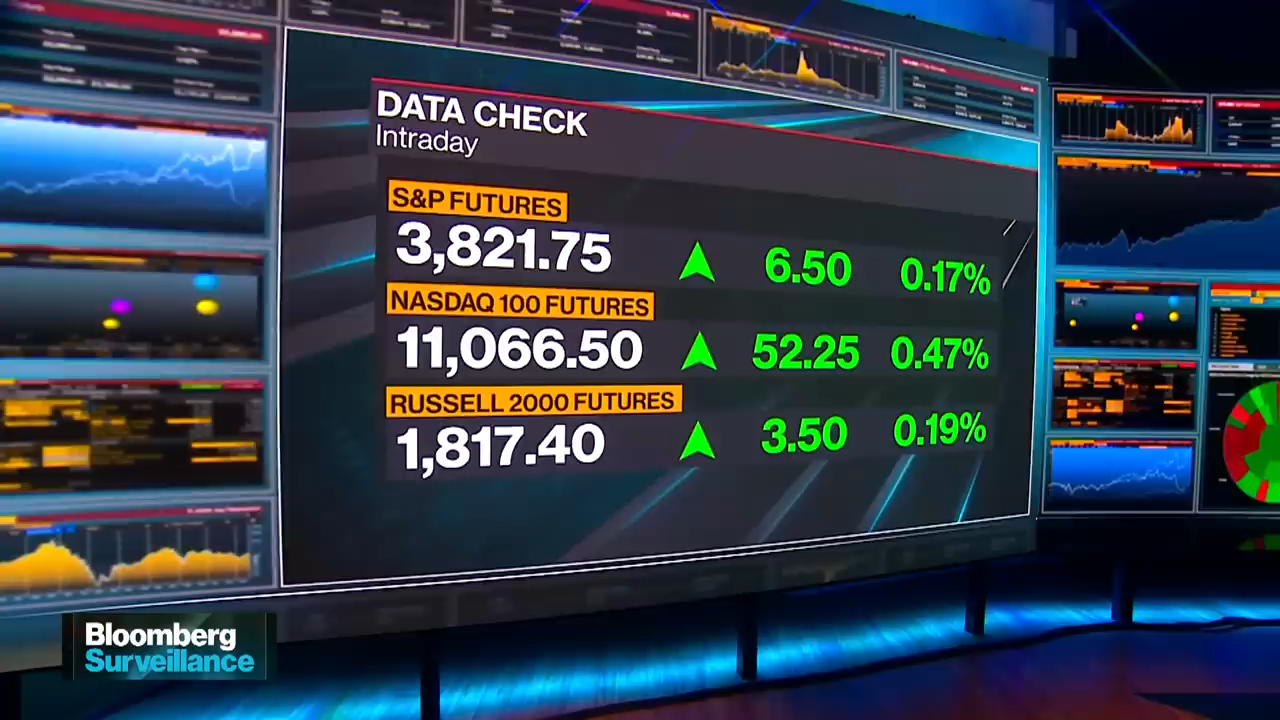 DATA CHECK
Intraday
S&P FUTURES
3,821.75 6.50 0.17%
NASDAQ 100 FUTURES
11,066.50 52.25 0.47%
RUSSELL 2000 FUTURES
1,817.40 3.50 0.19%
Bloomberg
Surveillance